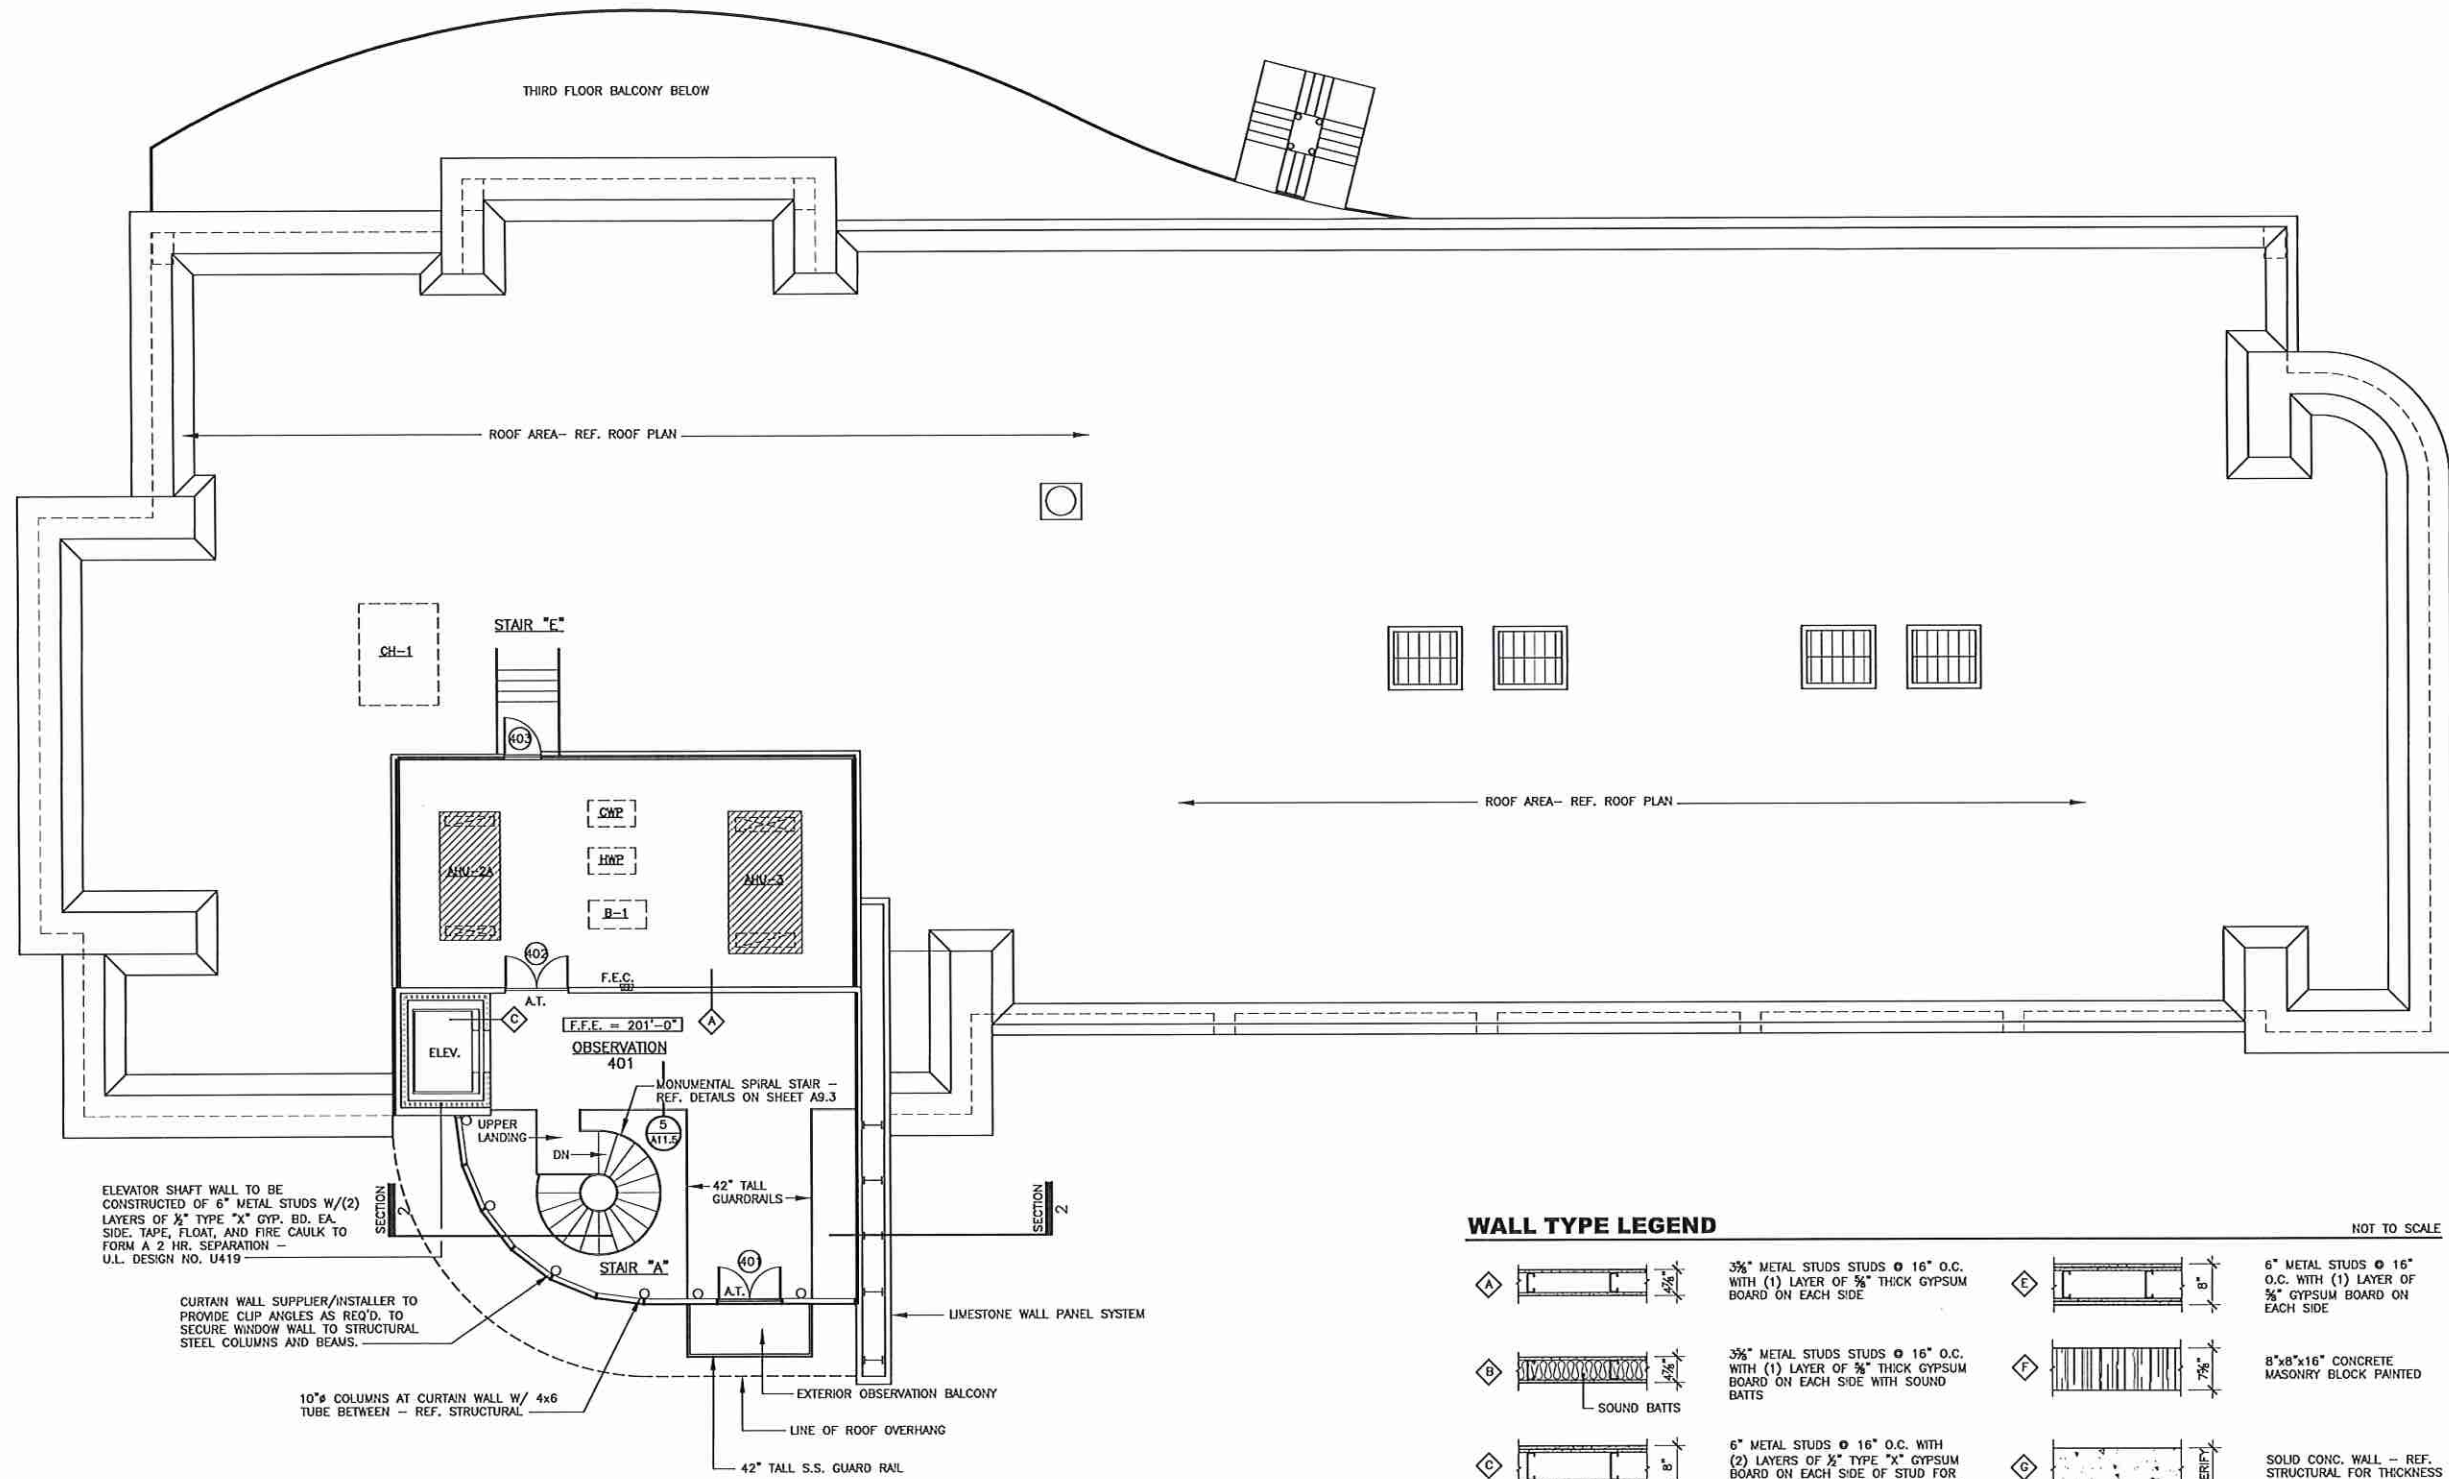 THIRD FLOOR BALCONY BELOW
ROOF AREA- REF. ROOF PLAN
STAIR "E"
CH-1
403
ROOF AREA- REF. ROOF PLAN
CWP
HWP
AHU-2A
AHU-3
B-1
402
F.E.C.
A.T.
C
F.F.E. = 201'-0"
A
OBSERVATION
401
ELEV.
MONUMENTAL SPIRAL STAIR -
REF. DETAILS ON SHEET A9.3
UPPER
LANDING
5
A11.5
DN
42" TALL
GUARDRAILS
ELEVATOR SHAFT WALL TO BE
CONSTRUCTED OF 6" METAL STUDS W/(2)
LAYERS OF ½" TYPE "X" GYP. BD. EA.
SIDE. TAPE, FLOAT, AND FIRE CAULK TO
FORM A 2 HR. SEPARATION -
U.L. DESIGN NO. U419
SECTION
2
SECTION
2
STAIR "A"
401
A.T.
CURTAIN WALL SUPPLIER/INSTALLER TO
PROVIDE CLIP ANGLES AS REQ'D. TO
SECURE WINDOW WALL TO STRUCTURAL
STEEL COLUMNS AND BEAMS.
LIMESTONE WALL PANEL SYSTEM
10"ø COLUMNS AT CURTAIN WALL W/ 4x6
TUBE BETWEEN - REF. STRUCTURAL
EXTERIOR OBSERVATION BALCONY
LINE OF ROOF OVERHANG
42" TALL S.S. GUARD RAIL
WALL TYPE LEGEND
NOT TO SCALE
A
4⅞"
3⅝" METAL STUDS STUDS @ 16" O.C.
WITH (1) LAYER OF ⅝" THICK GYPSUM
BOARD ON EACH SIDE
E
8"
6" METAL STUDS @ 16"
O.C. WITH (1) LAYER OF
⅝" GYPSUM BOARD ON
EACH SIDE
B
4⅞"
SOUND BATTS
3⅝" METAL STUDS STUDS @ 16" O.C.
WITH (1) LAYER OF ⅝" THICK GYPSUM
BOARD ON EACH SIDE WITH SOUND
BATTS
F
7⅝"
8"x8"x16" CONCRETE
MASONRY BLOCK PAINTED
C
8"
6" METAL STUDS @ 16" O.C. WITH
(2) LAYERS OF ½" TYPE "X" GYPSUM
BOARD ON EACH SIDE OF STUD FOR
G
VERIFY
SOLID CONC. WALL - REF.
STRUCTURAL FOR THICKNESS